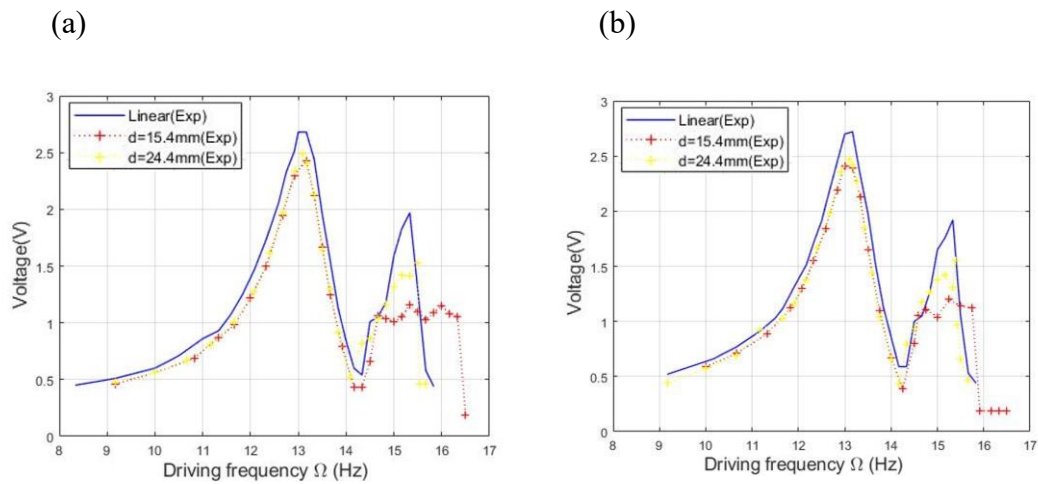 (a)
(b)
3
2.5
2
1.5
1
0.5
0
Voltage(V)
Linear(Exp)
d=15.4mm(Exp)
d=24.4mm(Exp)
8 9 10 11 12 13 14 15 16 17
Driving frequency Ω (Hz)
3
2.5
2
1.5
1
0.5
0
Voltage(V)
Linear(Exp)
d=15.4mm(Exp)
d=24.4mm(Exp)
8 9 10 11 12 13 14 15 16 17
Driving frequency Ω (Hz)